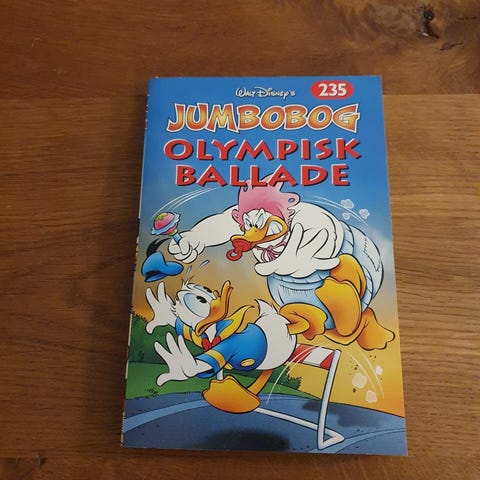 Walt Disney's
235
JUMBOBOG
OLYMPISK
BALLADE